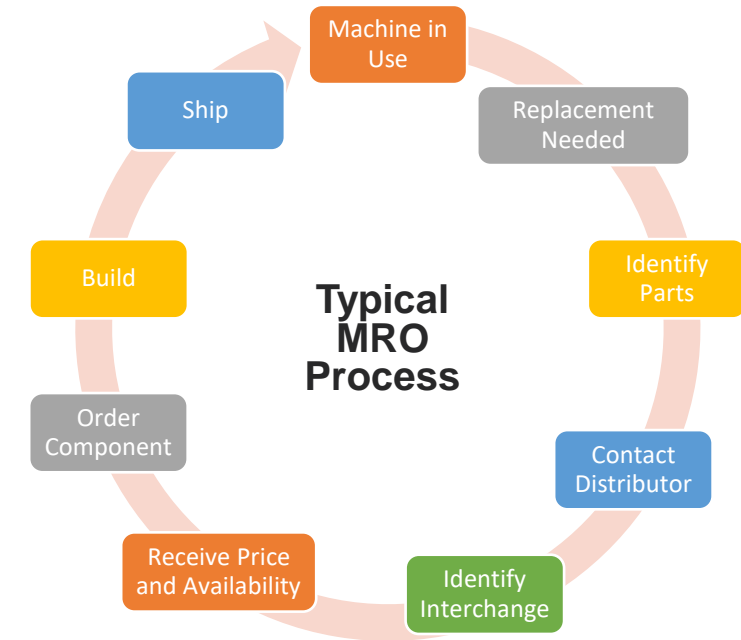 Machine in
Use
Replacement
Needed
Identify
Parts
Contact
Distributor
Identify
Interchange
Receive Price
and Availability
Order
Component
Build
Ship
Typical
MRO
Process